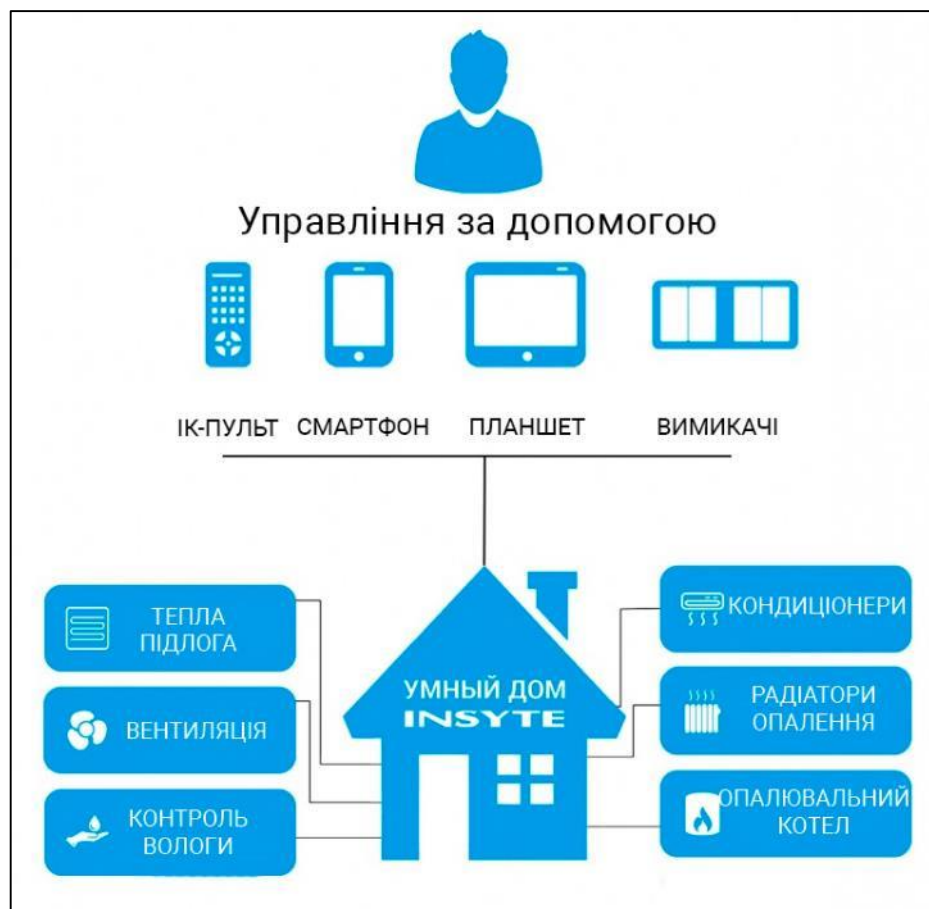 Управління за допомогою
ІК-ПУЛЬТ СМАРТФОН ПЛАНШЕТ ВИМИКАЧІ
ТЕПЛА
ПІДЛОГА
ВЕНТИЛЯЦІЯ
КОНТРОЛЬ
ВОЛОГИ
УМНЫЙ ДОМ
INSYTE
КОНДИЦІОНЕРИ
РАДІАТОРИ
ОПАЛЕННЯ
ОПАЛЮВАЛЬНИЙ
КОТЕЛ